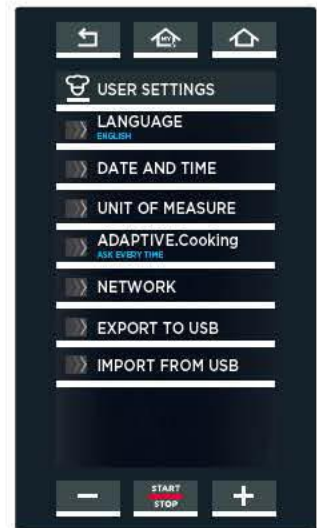 MY
USER SETTINGS
LANGUAGE
ENGLISH
DATE AND TIME
UNIT OF MEASURE
ADAPTIVE.Cooking
ASK EVERY TIME
NETWORK
EXPORT TO USB
IMPORT FROM USB
−
START
STOP
+